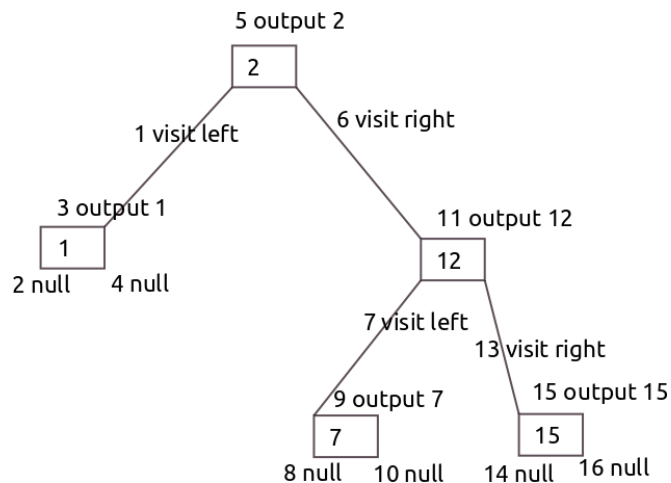 5 output 2
2
1 visit left
6 visit right
3 output 1
1
2 null
4 null
11 output 12
12
7 visit left
13 visit right
9 output 7
7
8 null
10 null
15 output 15
15
14 null
16 null